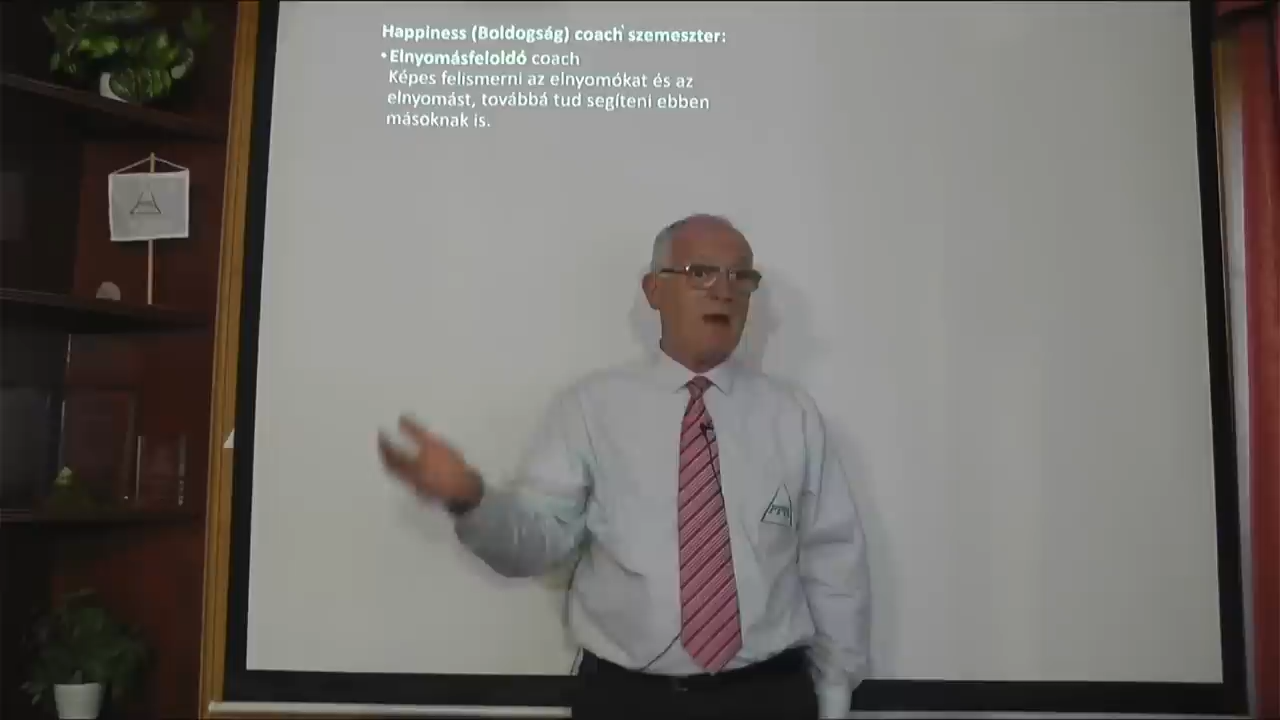 Happiness (Boldogság) coach szemeszter:
•Elnyomásfeloldó coach
Képes felismerni az elnyomókat és az
elnyomást, továbbá tud segíteni ebben
másoknak is.